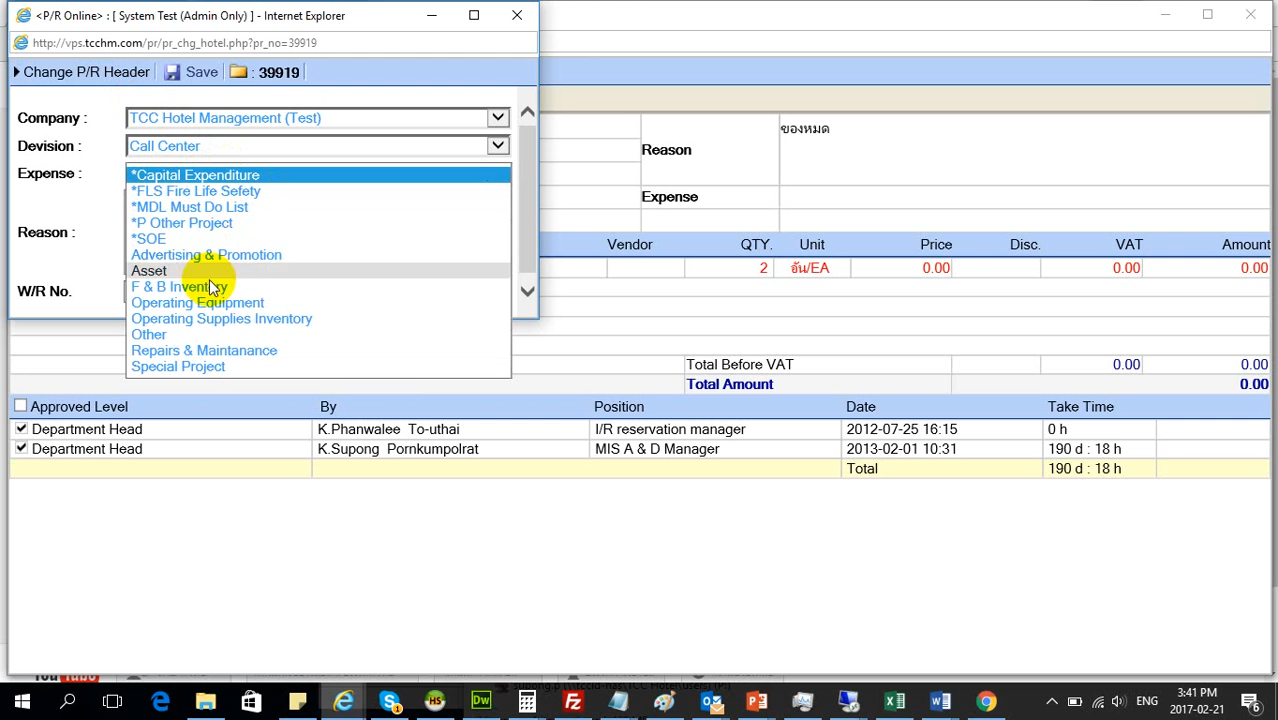 <P/R Online> : [ System Test (Admin Only) ] - Internet Explorer
http://vps.tcchm.com/pr/pr_chg_hotel.php?pr_no=39919
Change P/R Header Save : 39919
Company : TCC Hotel Management (Test)
Devision : Call Center
Expense :
*Capital Expenditure
*FLS Fire Life Sefety
*MDL Must Do List
*P Other Project
*SOE
Advertising & Promotion
Asset
F & B Inventory
Operating Equipment
Operating Supplies Inventory
Other
Repairs & Maintanance
Special Project
Reason :
W/R No.
Reason ของหมด
Expense
Vendor QTY. Unit Price Disc. VAT Amount
2 อัน/EA 0.00 0.00 0.00
Total Before VAT 0.00 0.00
Total Amount 0.00
Approved Level By Position Date Take Time
Department Head K.Phanwalee To-uthai I/R reservation manager 2012-07-25 16:15 0 h
Department Head K.Supong Pornkumpolrat MIS A & D Manager 2013-02-01 10:31 190 d : 18 h
Total 190 d : 18 h
ENG
3:41 PM
2017-02-21
6